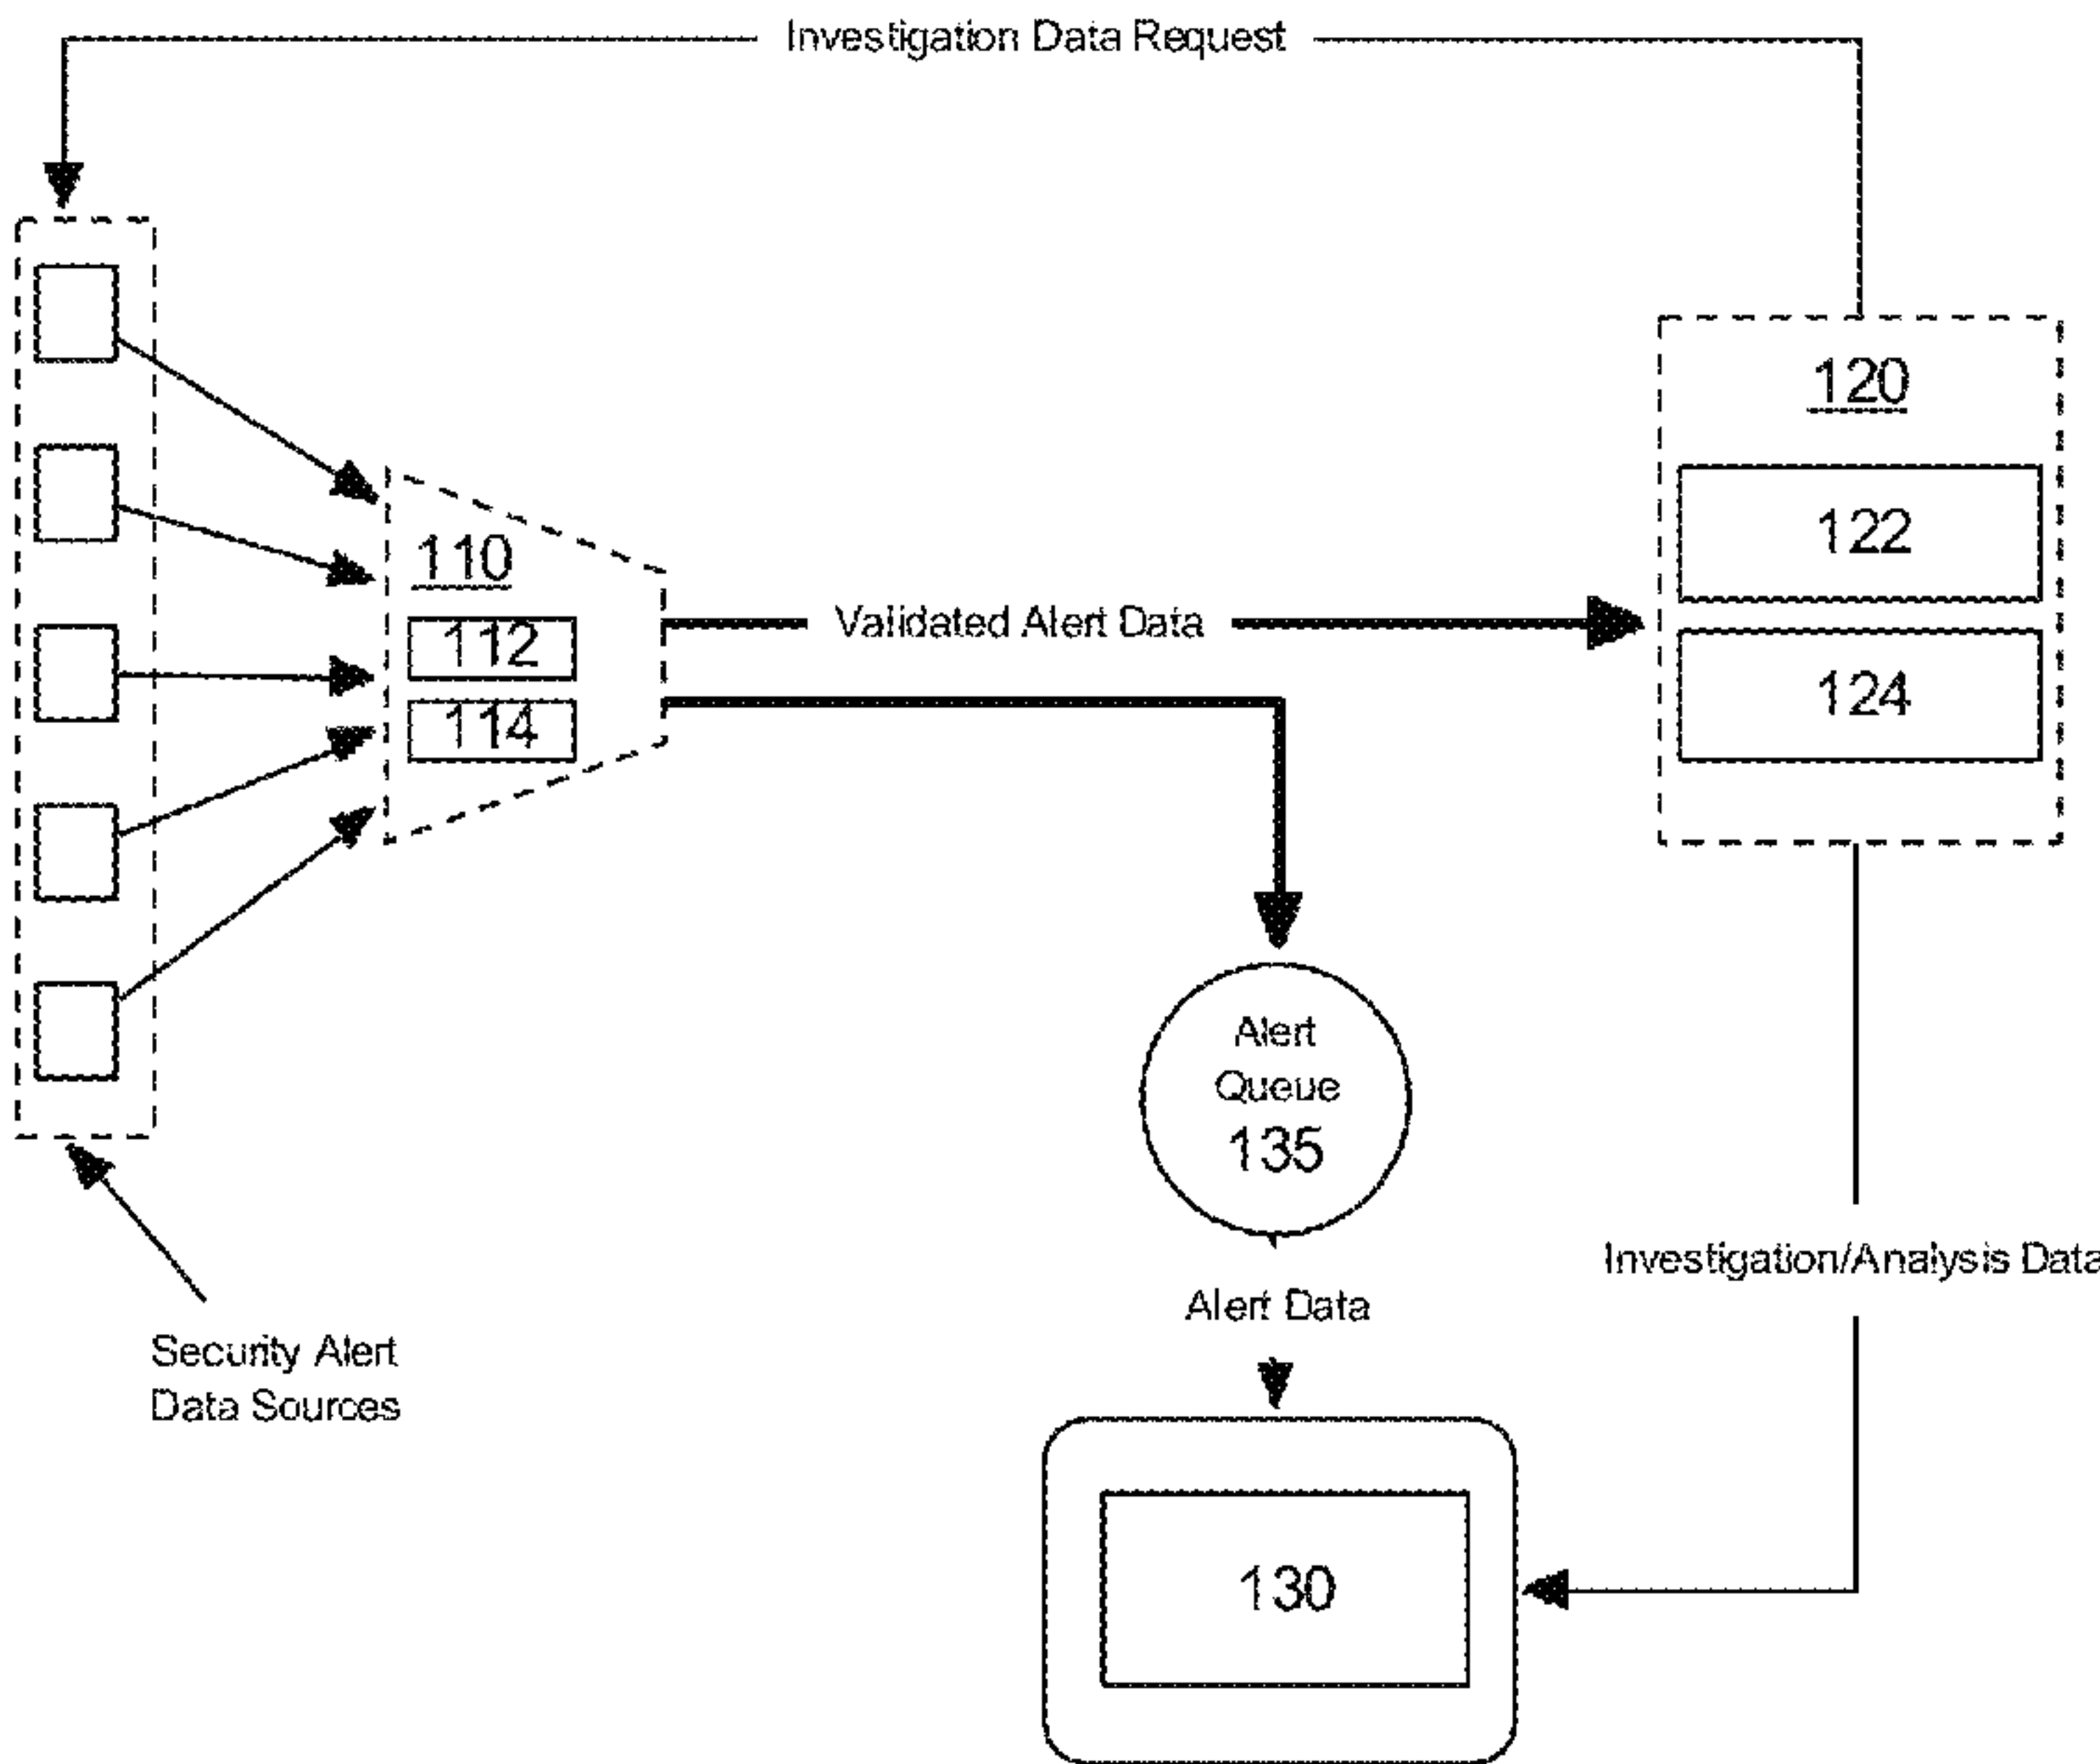 Investigation Data Request
120
122
110
Validated Alert Data
112
124
114
Alert
Queue
135
Investigation/Analysis Data
Alert Data
Security Alert
Data Sources
130